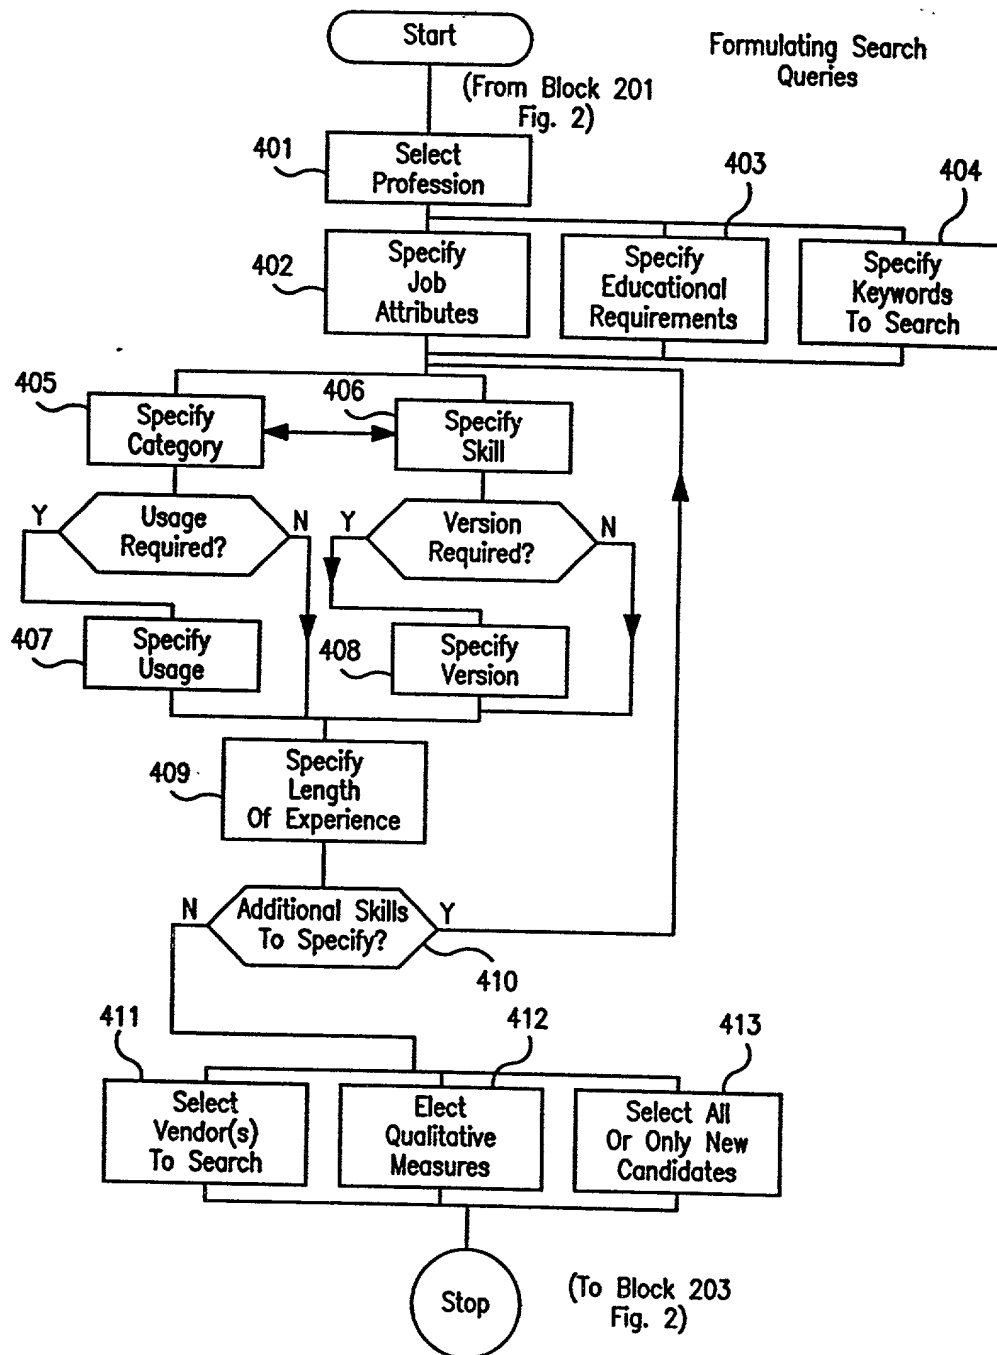 Start
Formulating Search
Queries
(From Block 201
Fig. 2)
401
Select
Profession
403
404
402
Specify
Job
Attributes
Specify
Educational
Requirements
Specify
Keywords
To Search
405
Specify
Category
406
Specify
Skill
Y
Usage
Required?
N
Y
Version
Required?
N
407
Specify
Usage
408
Specify
Version
409
Specify
Length
Of Experience
N
Additional Skills
To Specify?
Y
410
411
412
413
Select
Vendor(s)
To Search
Elect
Qualitative
Measures
Select All
Or Only New
Candidates
Stop
(To Block 203
Fig. 2)